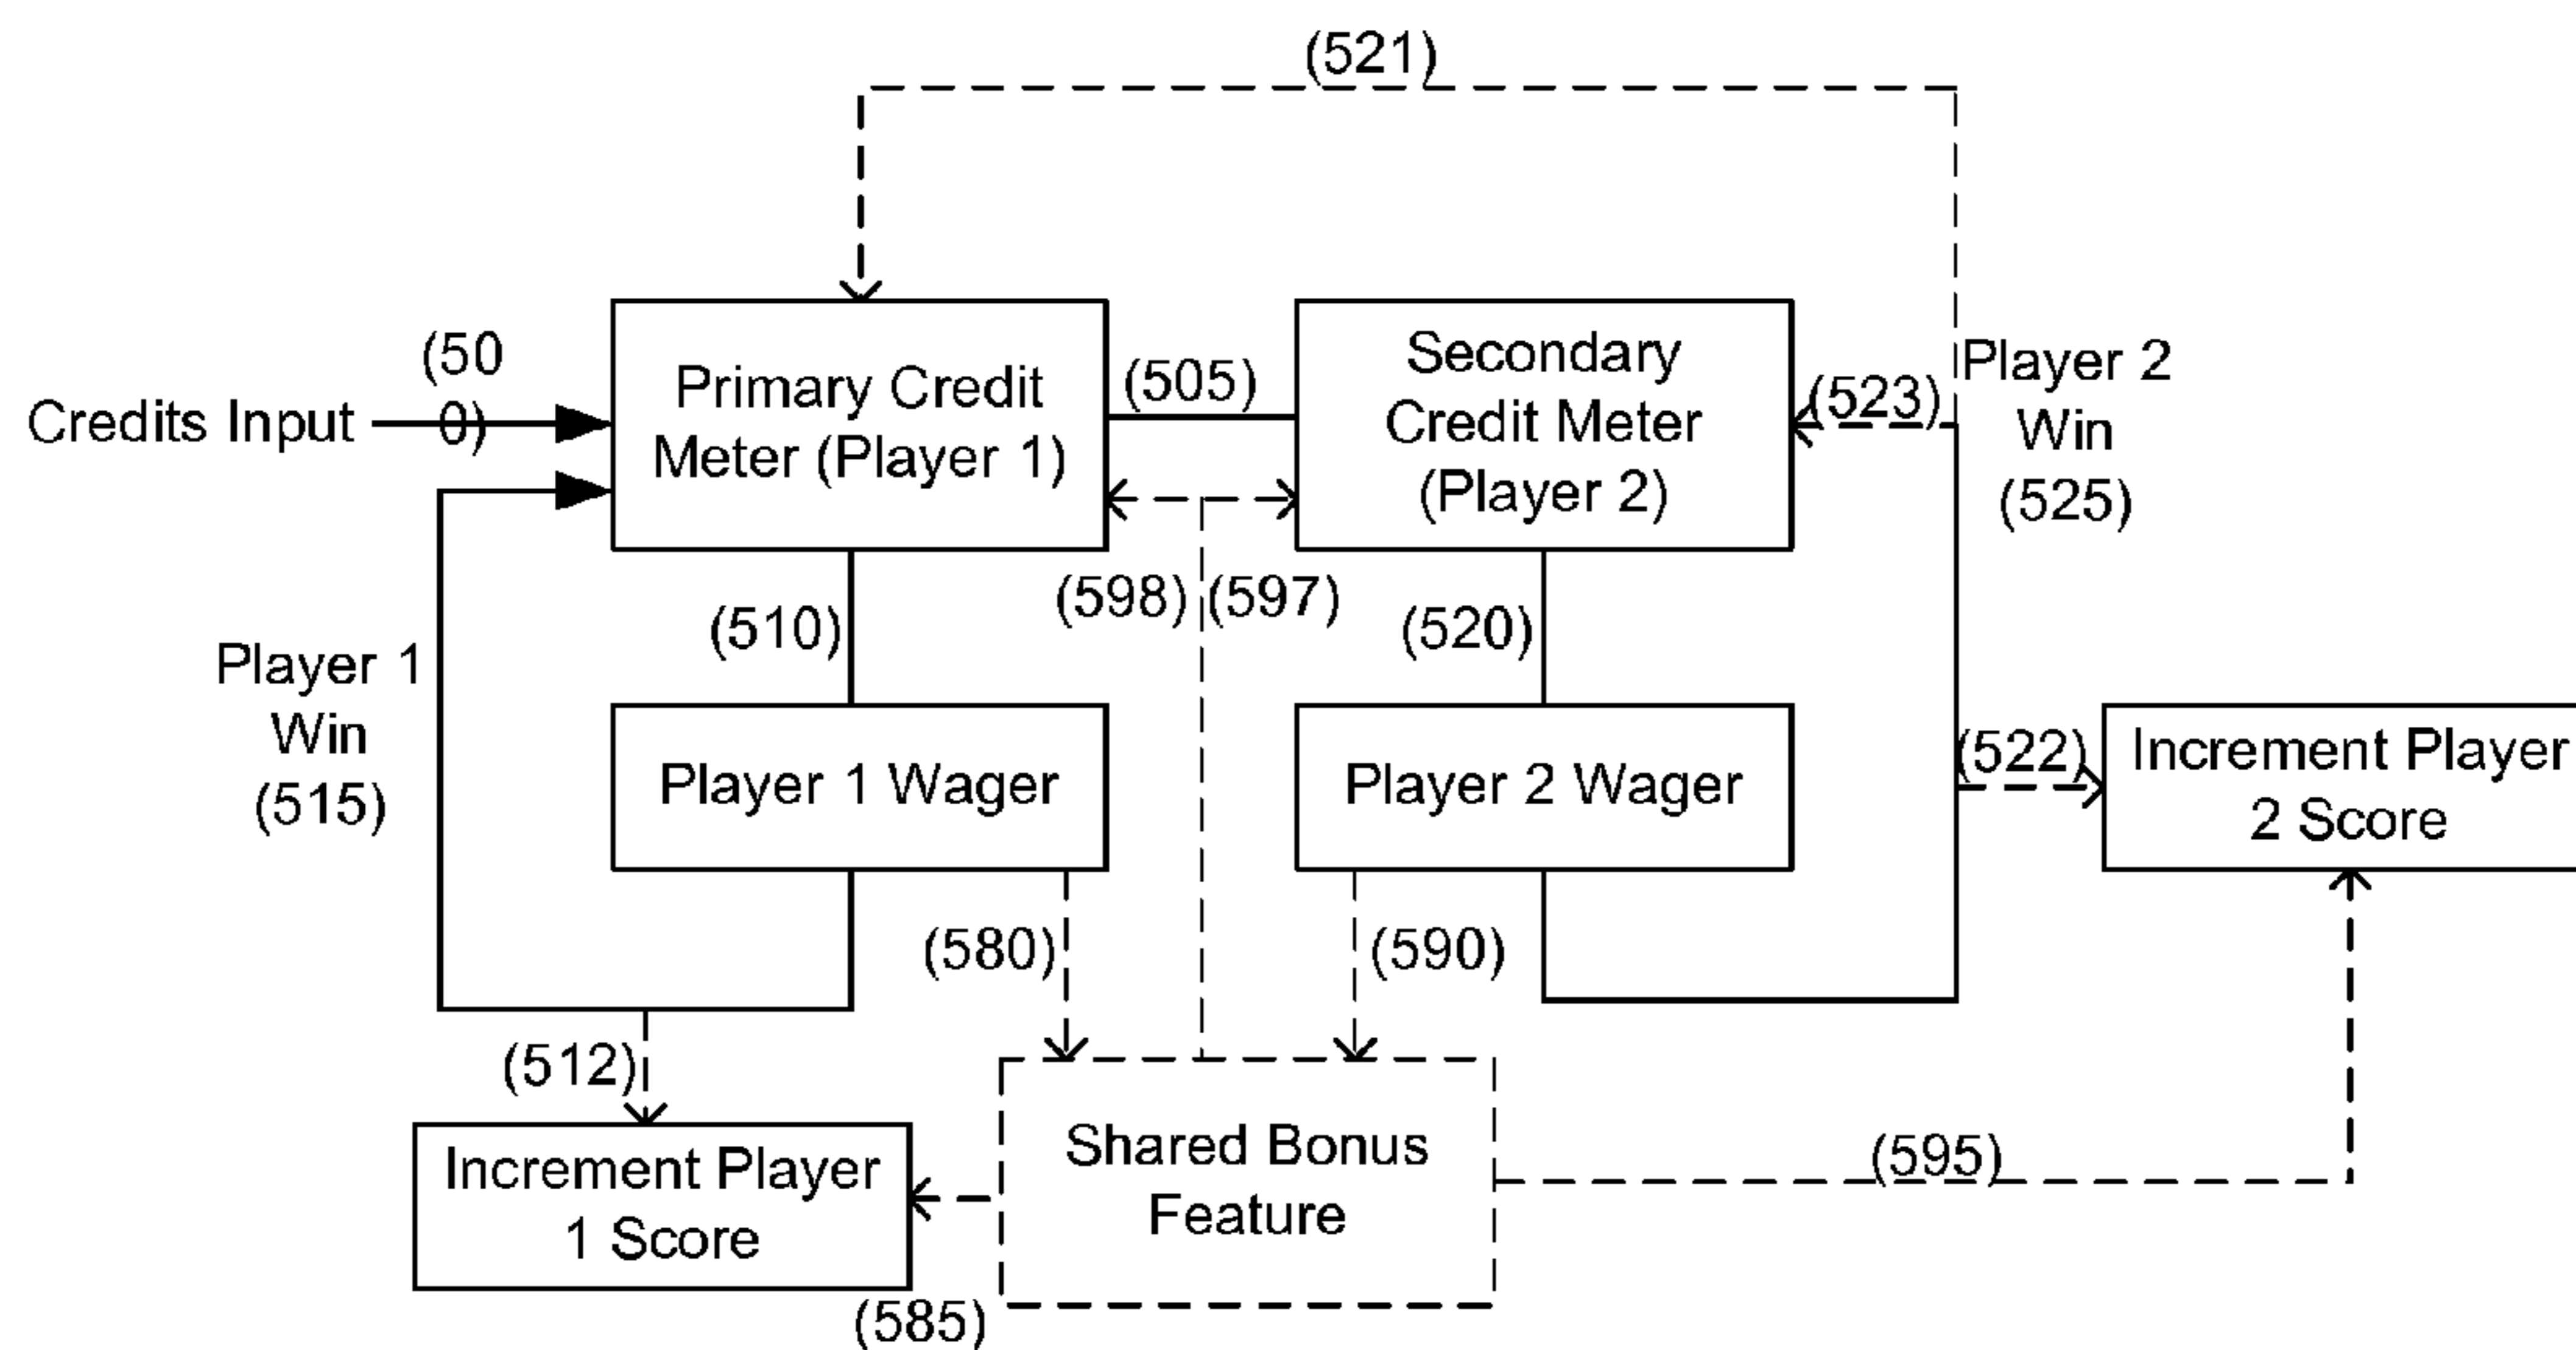 (521)
(50
0)
Credits Input
Primary Credit
Meter (Player 1)
(505)
Secondary
Credit Meter
(Player 2)
(523)
Player 2
Win
(525)
(598)
(597)
(510)
(520)
Player 1
Win
(515)
Player 1 Wager
Player 2 Wager
(522)
Increment Player
2 Score
(580)
(590)
(512)
Increment Player
1 Score
Shared Bonus
Feature
(595)
(585)